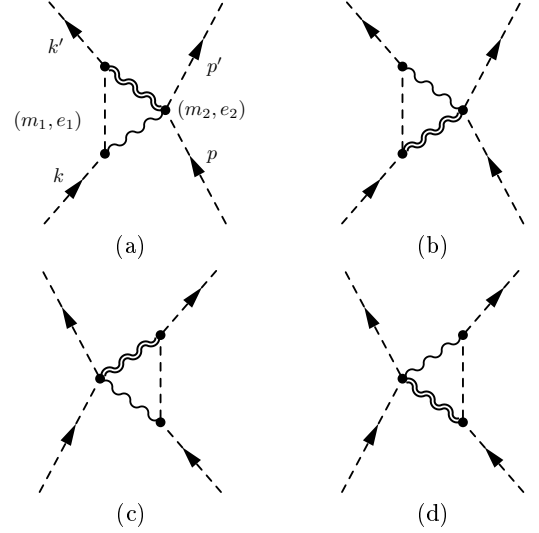 k′
p′
(m₁, e₁)
(m₂, e₂)
k
p
(a)
(b)
(c)
(d)